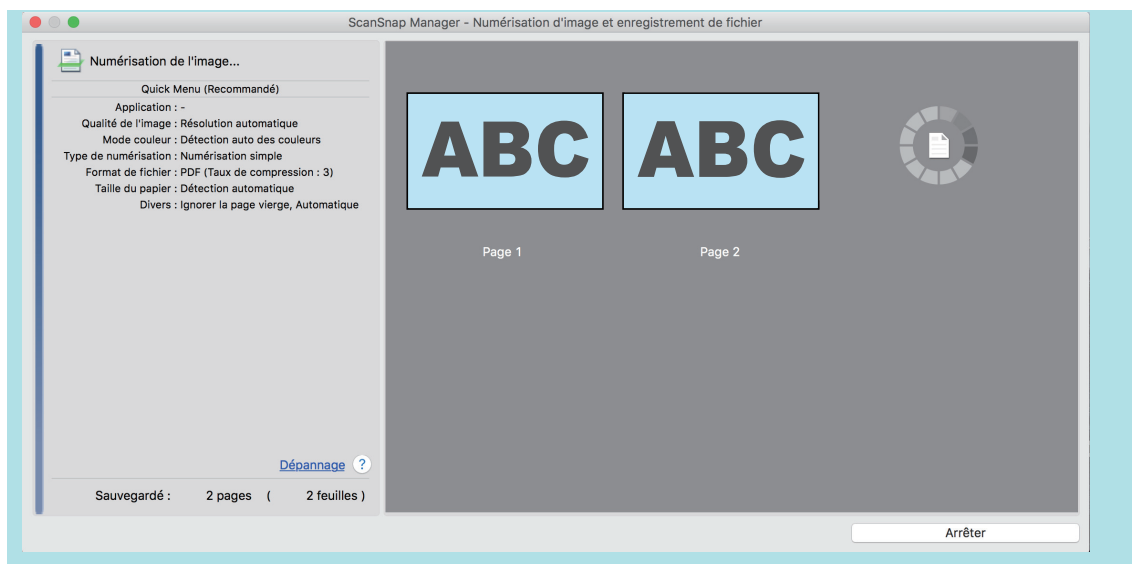 ScanSnap Manager - Numérisation d'image et enregistrement de fichier
Numérisation de l'image...
Quick Menu (Recommandé)
Application : -
Qualité de l'image : Résolution automatique
Mode couleur : Détection auto des couleurs
Type de numérisation : Numérisation simple
Format de fichier : PDF (Taux de compression : 3)
Taille du papier : Détection automatique
Divers : Ignorer la page vierge, Automatique
Dépannage ?
Sauvegardé : 2 pages ( 2 feuilles )
ABC ABC
Page 1 Page 2
Arrêter